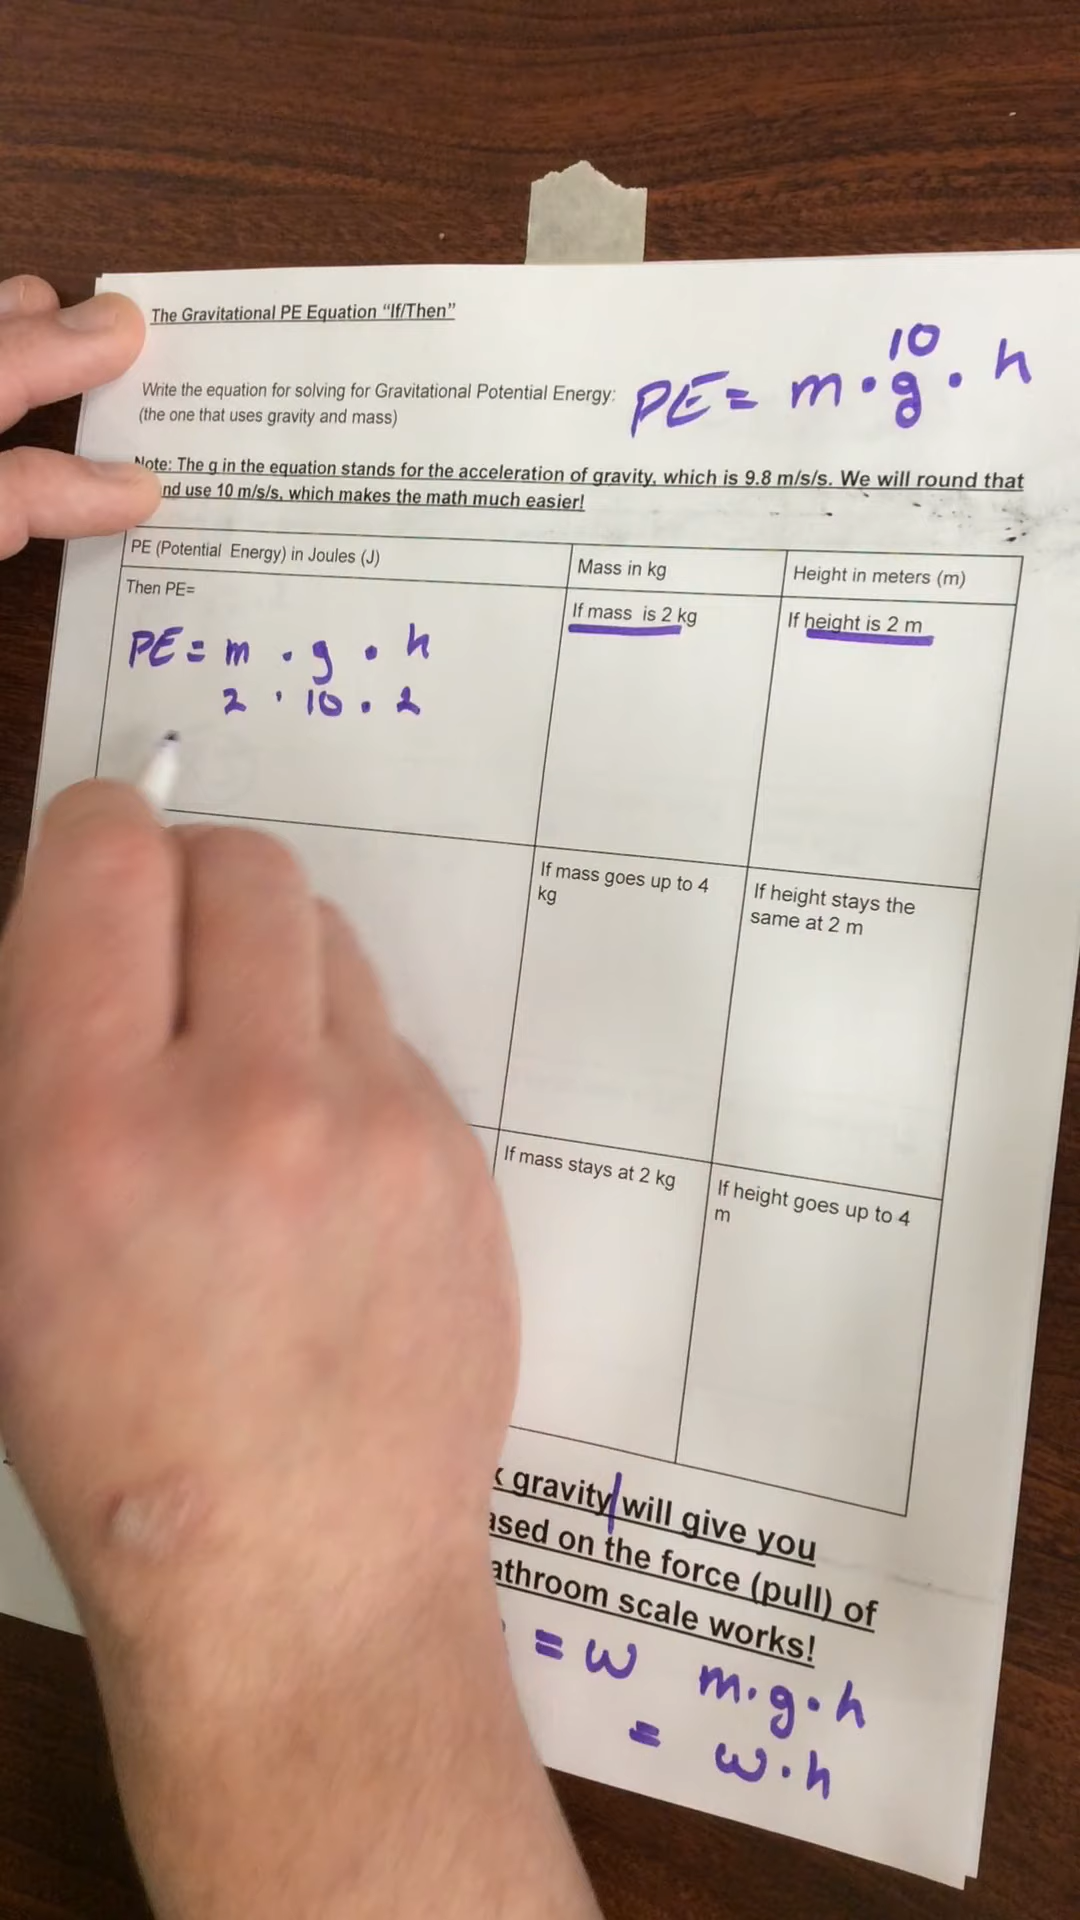 The Gravitational PE Equation “If/Then”
Write the equation for solving for Gravitational Potential Energy:
(the one that uses gravity and mass)
10
PE = m • g • h
Note: The g in the equation stands for the acceleration of gravity, which is 9.8 m/s/s. We will round that
nd use 10 m/s/s, which makes the math much easier!
PE (Potential Energy) in Joules (J)
Mass in kg
Height in meters (m)
Then PE=
PE = m • g • h
2 • 10 • 2
If mass is 2 kg
If height is 2 m
If mass goes up to 4
kg
If height stays the
same at 2 m
If mass stays at 2 kg
If height goes up to 4
m
gravity will give you
ased on the force (pull) of
athroom scale works!
= w
m • g • h
= w • h